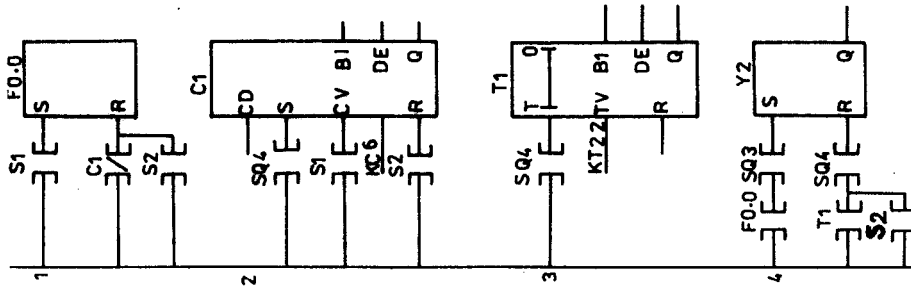 1
F0.0
S1 S
C1 R
S2
2
C1
CD
SQ4 S
S1 CV BI
KC6 DE
S2 R Q
3
T1
SQ4 T 0
KT22 TV BI
DE
R Q
4
Y2
F0.0 SQ3 S
T1 SQ4 R Q
S2